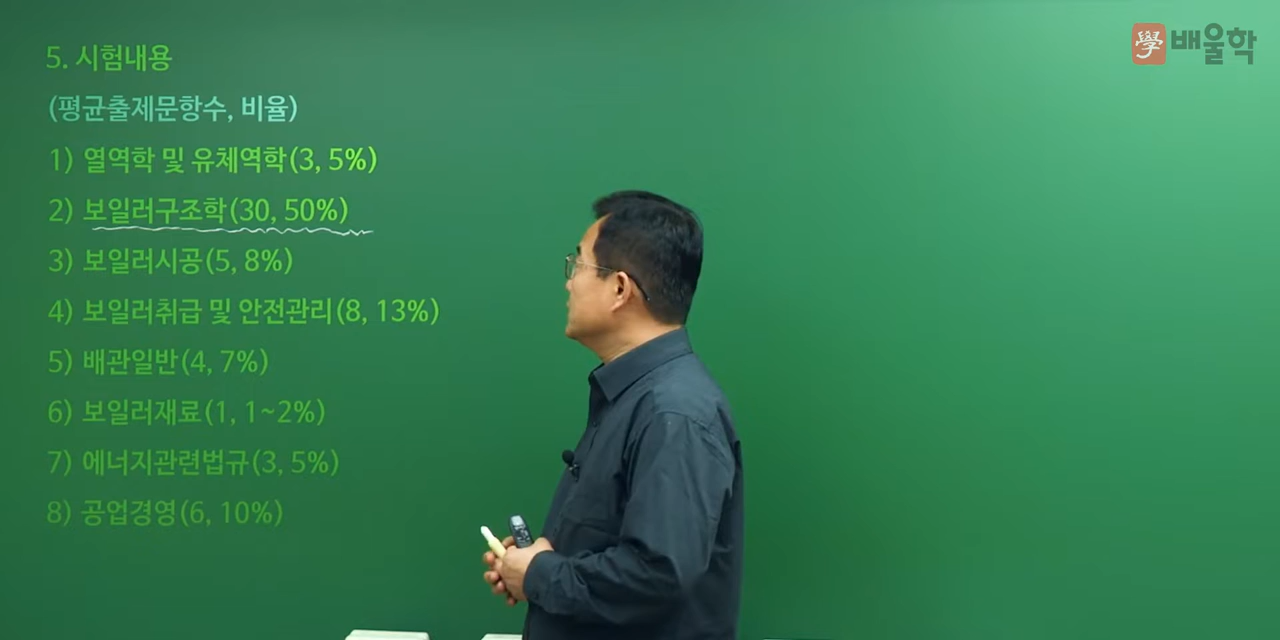 學 배울학
5. 시험내용
(평균출제문항수, 비율)
1) 열역학 및 유체역학(3, 5%)
2) 보일러구조학(30, 50%)
3) 보일러시공(5, 8%)
4) 보일러취급 및 안전관리(8, 13%)
5) 배관일반(4, 7%)
6) 보일러재료(1, 1~2%)
7) 에너지관련법규(3, 5%)
8) 공업경영(6, 10%)